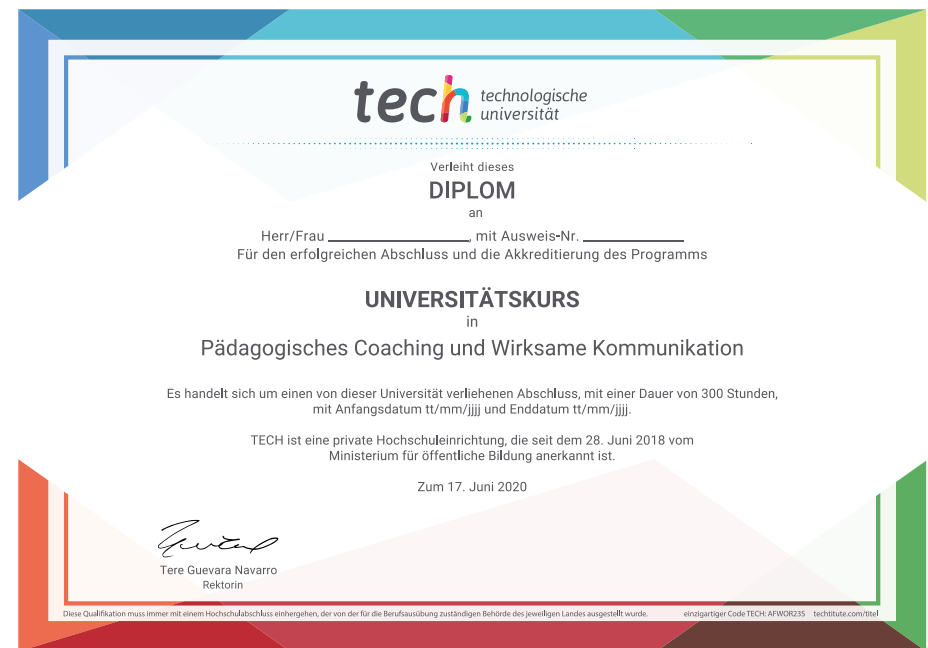 tech technologische
universität
Verleiht dieses
DIPLOM
an
Herr/Frau ____________, mit Ausweis-Nr. ____________
Für den erfolgreichen Abschluss und die Akkreditierung des Programms
UNIVERSITÄTSKURS
in
Pädagogisches Coaching und Wirksame Kommunikation
Es handelt sich um einen von dieser Universität verliehenen Abschluss, mit einer Dauer von 300 Stunden,
mit Anfangsdatum tt/mm/jjjj und Enddatum tt/mm/jjjj.
TECH ist eine private Hochschuleinrichtung, die seit dem 28. Juni 2018 vom
Ministerium für öffentliche Bildung anerkannt ist.
Zum 17. Juni 2020
Tere Guevara Navarro
Rektorin
Diese Qualifikation muss immer mit einem Hochschulabschluss einhergehen, der von der für die Berufsausübung zuständigen Behörde des jeweiligen Landes ausgestellt wurde. einzigartiger Code TECH: AFWOR23S techtitute.com/titel